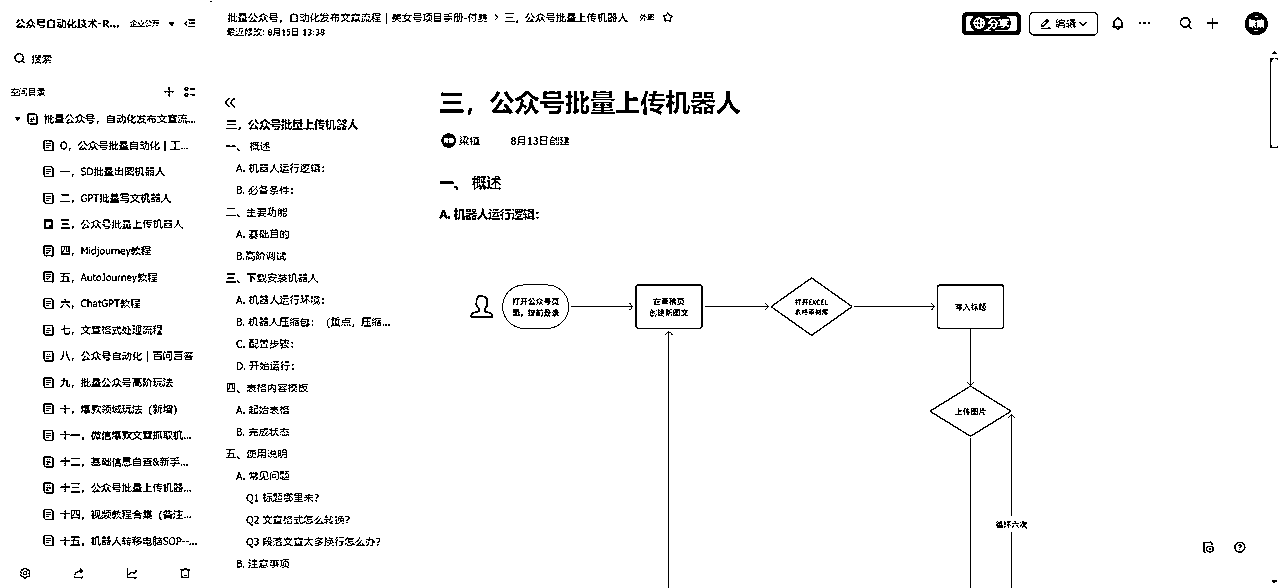 公众号自动化技术-R... 企业公开
搜索
空间目录
批量公众号，自动化发布文章流...
0，公众号批量自动化｜工...
一，SD批量出图机器人
二，GPT批量写文机器人
三，公众号批量上传机器人
四，Midjourney教程
五，AutoJourney教程
六，ChatGPT教程
七，文章格式处理流程
八，公众号自动化｜百问百答
九，批量公众号高阶玩法
十，爆款领域玩法（新增）
十一，微信爆款文章抓取机...
十二，基础信息自查&新手...
十三，公众号批量上传机器...
十四，视频教程合集（备注...
十五，机器人转移电脑SOP--...
批量公众号，自动化发布文章流程｜美女号项目手册-付费 > 三，公众号批量上传机器人 外部
最近修改: 8月15日 13:38
分享
编辑
三，公众号批量上传机器人
一、 概述
A. 机器人运行逻辑：
B. 必备条件：
二、主要功能
A. 基础目的
B.高阶调试
三、下载安装机器人
A. 机器人运行环境：
B. 机器人压缩包：（重点，压缩...
C. 配置步骤：
D. 开始运行：
四、表格内容模板
A. 起始表格
B. 完成状态
五、使用说明
A. 常见问题
Q1 标题哪里来？
Q2 文章格式怎么转换？
Q3 段落文章太多换行怎么办？
B. 注意事项
三，公众号批量上传机器人
梁恒 8月13日创建
一、 概述
A. 机器人运行逻辑：
打开公众号页
面，提前登录
在草稿页
创建新图文
打开EXCEL
表格素材库
写入标题
上传图片
循环六次